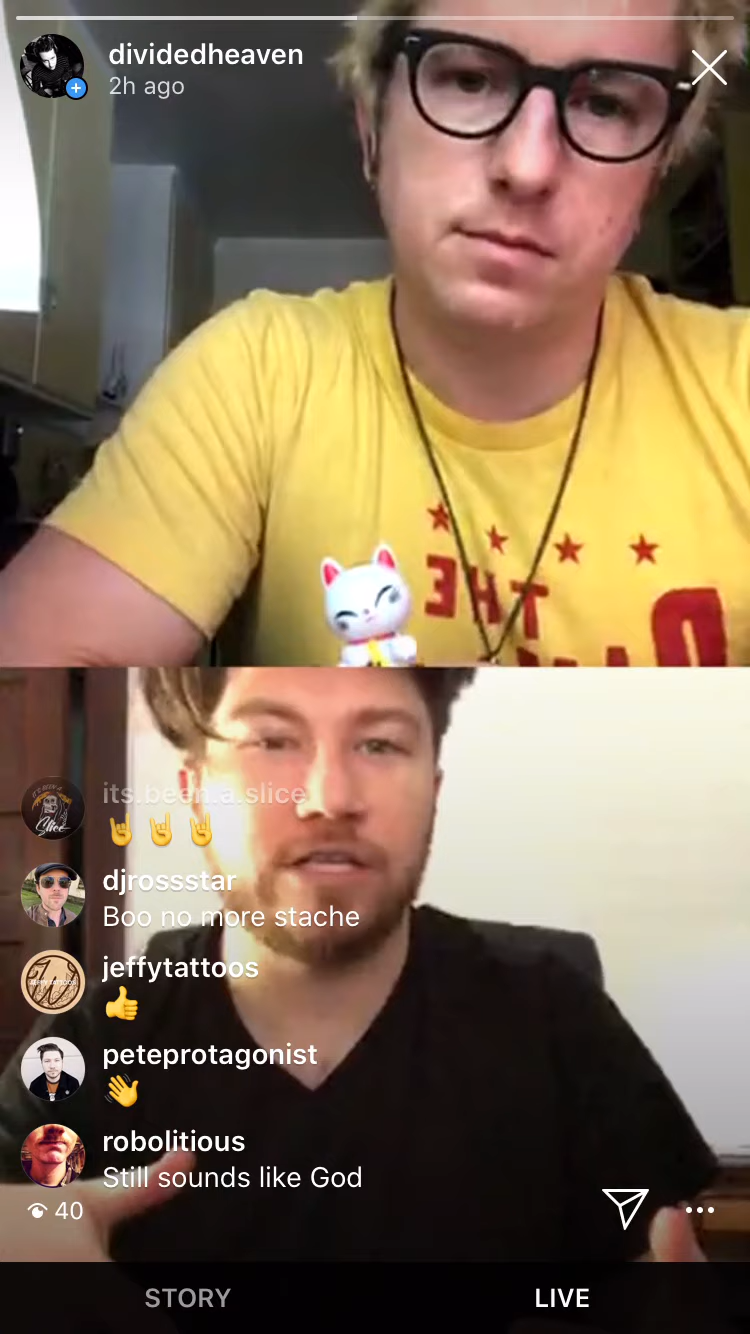 dividedheaven
2h ago
THE
its.been.a.slice
🤘 🤘 🤘
djrossstar
Boo no more stache
jeffytattoos
👍
peteprotagonist
👋
robolitious
Still sounds like God
40
STORY LIVE